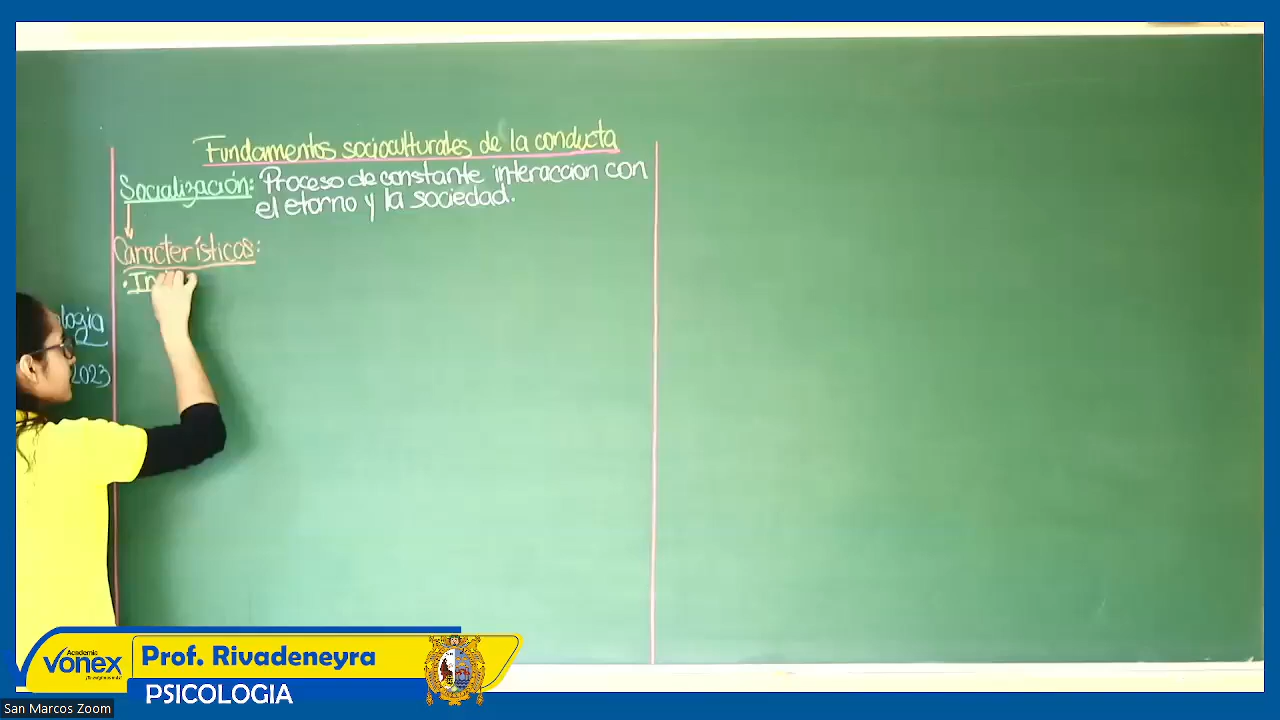 Fundamentos socioculturales de la conducta
Socialización: Proceso de constante interacción con
el etorno y la sociedad.
Características:
2023
Academia
vonex
Prof. Rivadeneyra
PSICOLOGIA
San Marcos Zoom